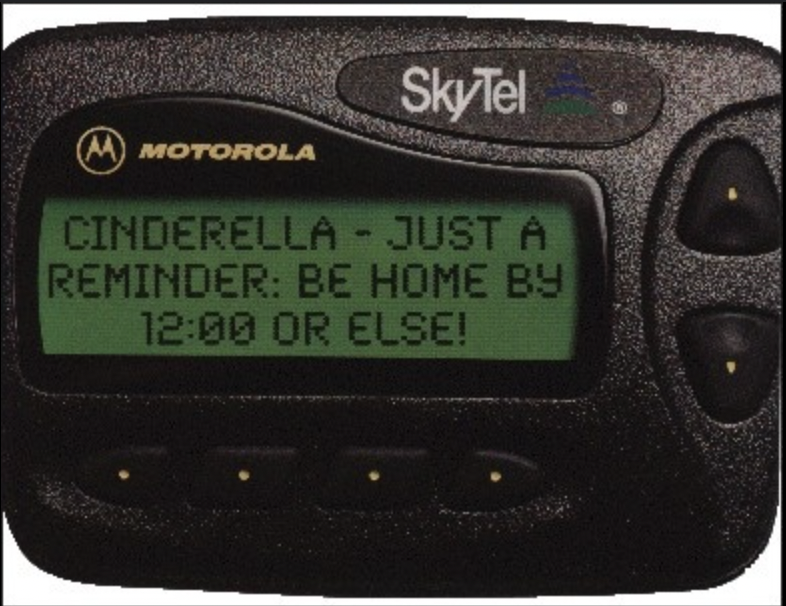 SkyTel ®
MOTOROLA
CINDERELLA - JUST A
REMINDER: BE HOME BY
12:00 OR ELSE!